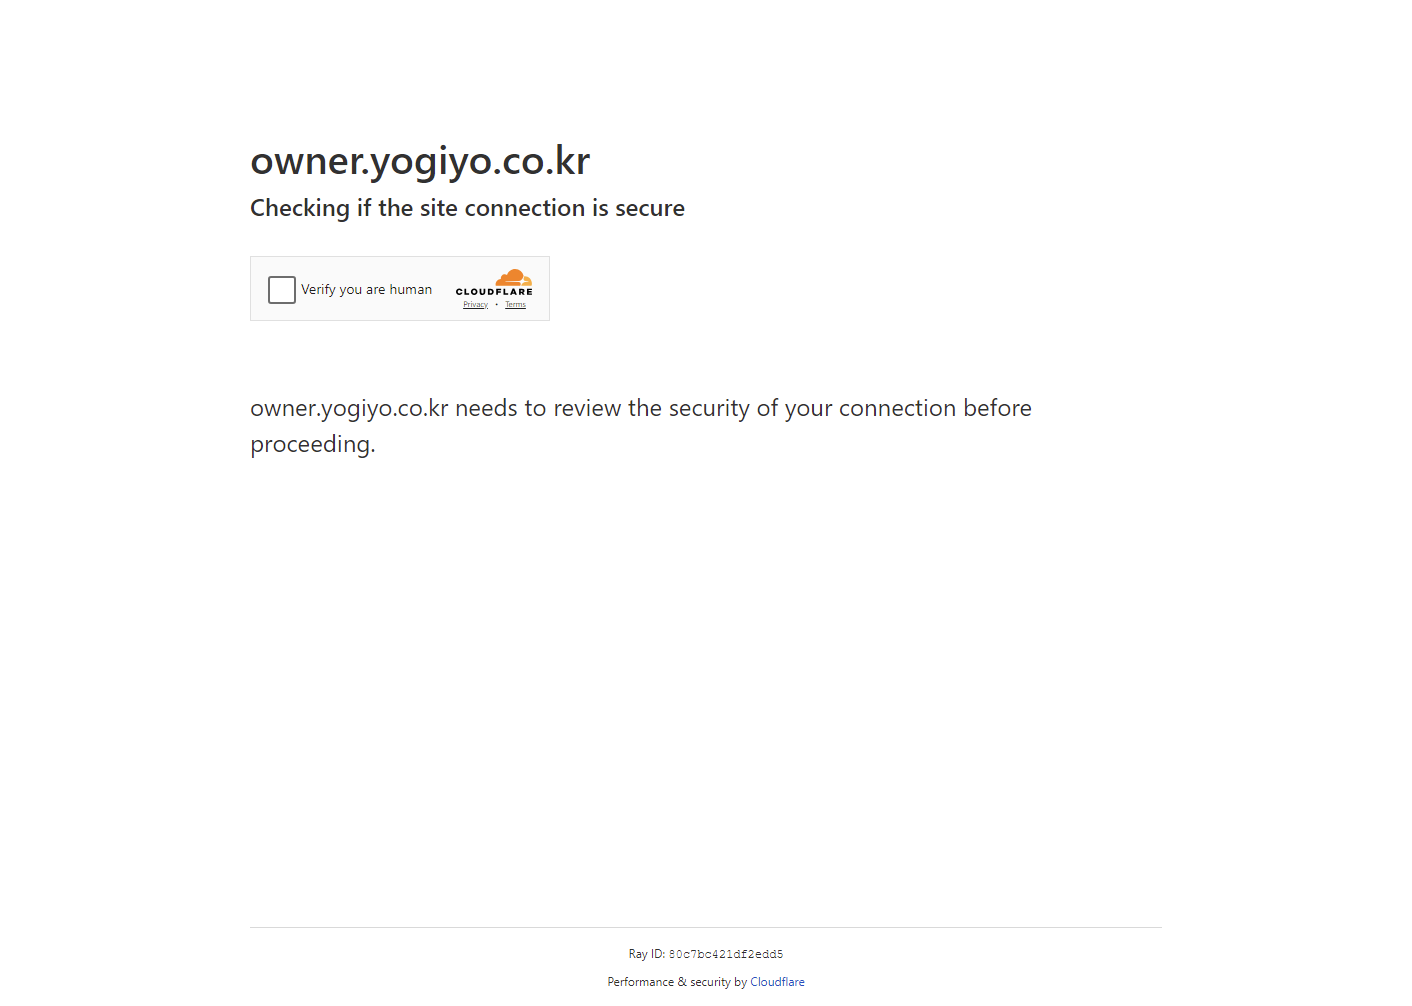 owner.yogiyo.co.kr
Checking if the site connection is secure
Verify you are human
CLOUDFLARE
Privacy • Terms
owner.yogiyo.co.kr needs to review the security of your connection before
proceeding.
Ray ID: 80c7bc421df2edd5
Performance & security by Cloudflare